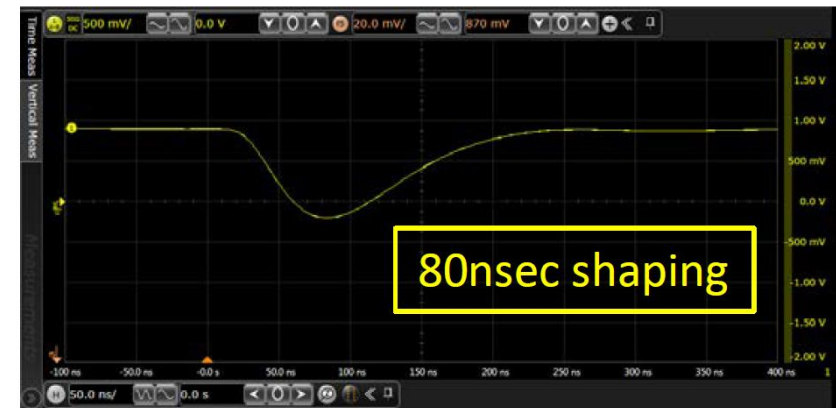 500 mV/ 0.0 V 20.0 mV/ 870 mV
Time Meas
Vertical Meas
Measurements
2.00 V
1.50 V
1.00 V
500 mV
0.0 V
-500 mV
-1.00 V
-1.50 V
-2.00 V
80nsec shaping
-100 ns -50.0 ns -0.0 s 50.0 ns 100 ns 150 ns 200 ns 250 ns 300 ns 350 ns 400 ns 1
H 50.0 ns/ 0.0 s